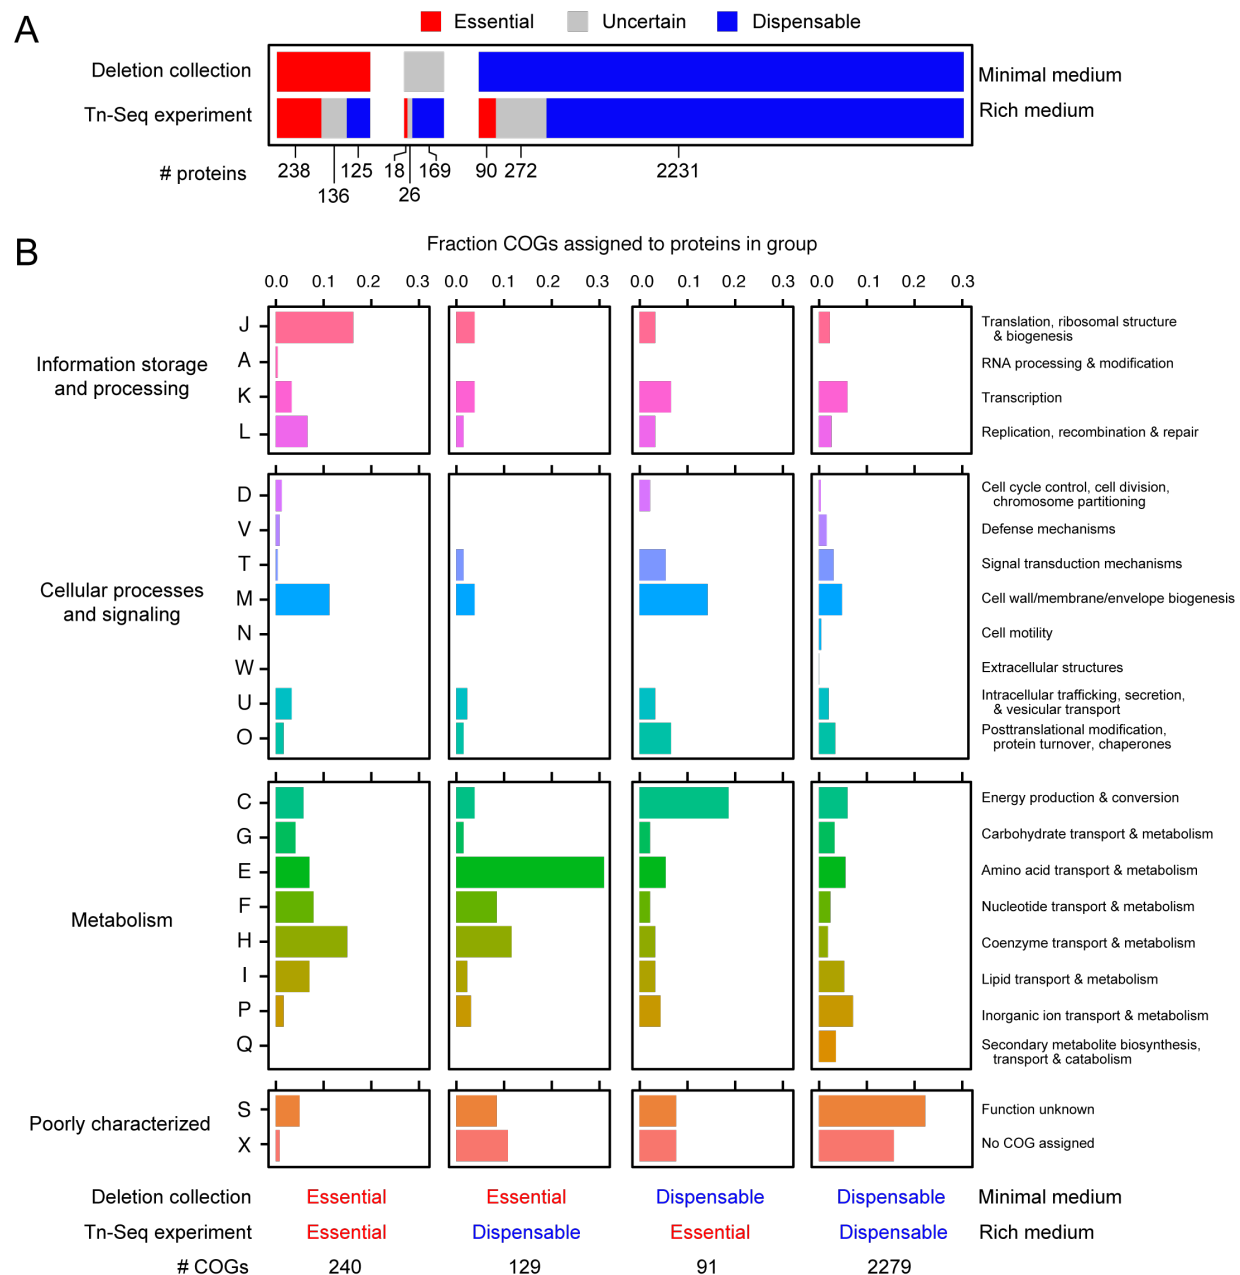 A
Essential
Uncertain
Dispensable
Deletion collection
Minimal medium
Tn-Seq experiment
Rich medium
# proteins
238
136
125
18
26
169
90
272
2231
B
Fraction COGs assigned to proteins in group
0.0 0.1 0.2 0.3
0.0 0.1 0.2 0.3
0.0 0.1 0.2 0.3
0.0 0.1 0.2 0.3
Information storage
and processing
J
Translation, ribosomal structure
& biogenesis
A
RNA processing & modification
K
Transcription
L
Replication, recombination & repair
Cellular processes
and signaling
D
Cell cycle control, cell division,
chromosome partitioning
V
Defense mechanisms
T
Signal transduction mechanisms
M
Cell wall/membrane/envelope biogenesis
N
Cell motility
W
Extracellular structures
U
Intracellular trafficking, secretion,
& vesicular transport
O
Posttranslational modification,
protein turnover, chaperones
Metabolism
C
Energy production & conversion
G
Carbohydrate transport & metabolism
E
Amino acid transport & metabolism
F
Nucleotide transport & metabolism
H
Coenzyme transport & metabolism
I
Lipid transport & metabolism
P
Inorganic ion transport & metabolism
Q
Secondary metabolite biosynthesis,
transport & catabolism
Poorly characterized
S
Function unknown
X
No COG assigned
Deletion collection Essential Essential Dispensable Dispensable Minimal medium
Tn-Seq experiment Essential Dispensable Essential Dispensable Rich medium
# COGs 240 129 91 2279